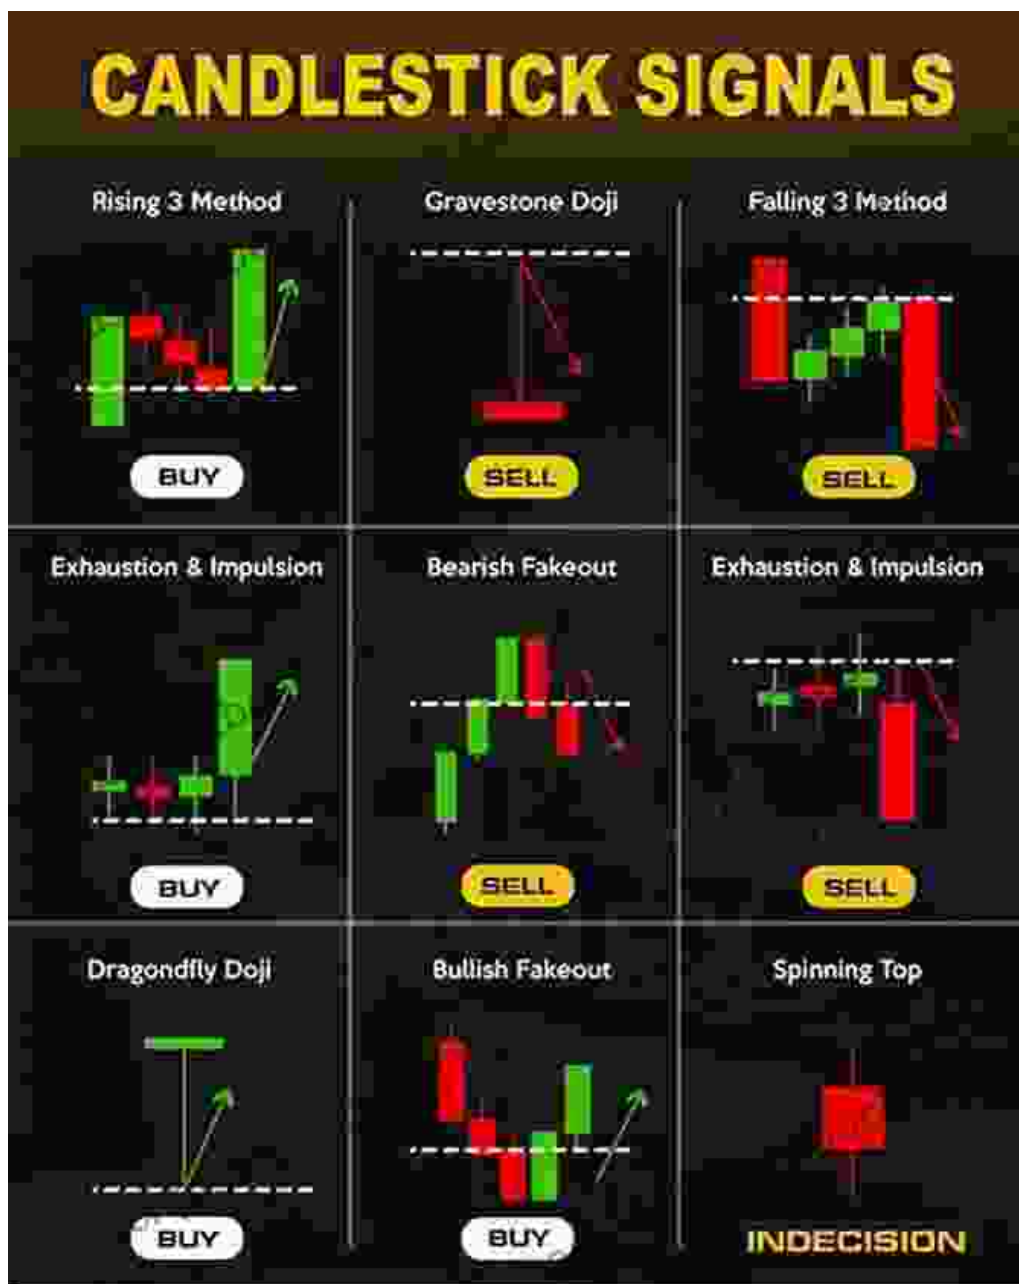 CANDLESTICK SIGNALS
Rising 3 Method
Gravestone Doji
Falling 3 Method
BUY
SELL
SELL
Exhaustion & Impulsion
Bearish Fakeout
Exhaustion & Impulsion
BUY
SELL
SELL
Dragondfly Doji
Bullish Fakeout
Spinning Top
BUY
BUY
INDECISION